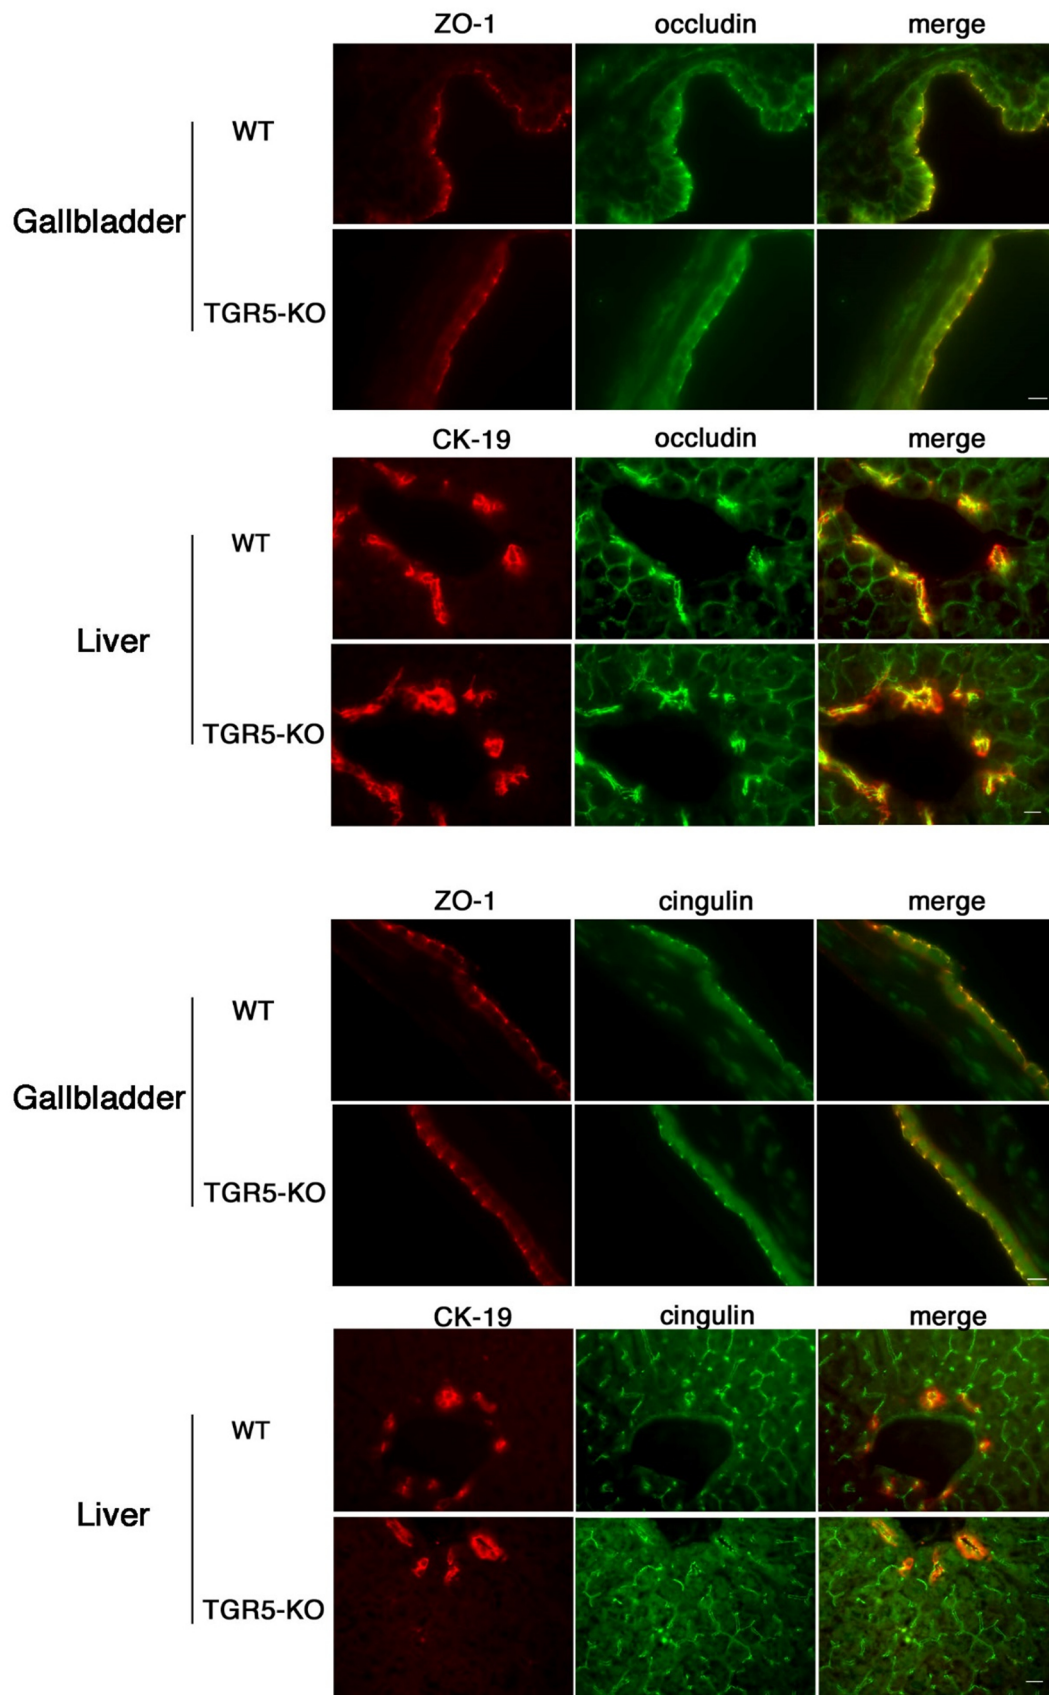 ZO-1 occludin merge
WT
Gallbladder
TGR5-KO
CK-19 occludin merge
WT
Liver
TGR5-KO
ZO-1 cingulin merge
WT
Gallbladder
TGR5-KO
CK-19 cingulin merge
WT
Liver
TGR5-KO